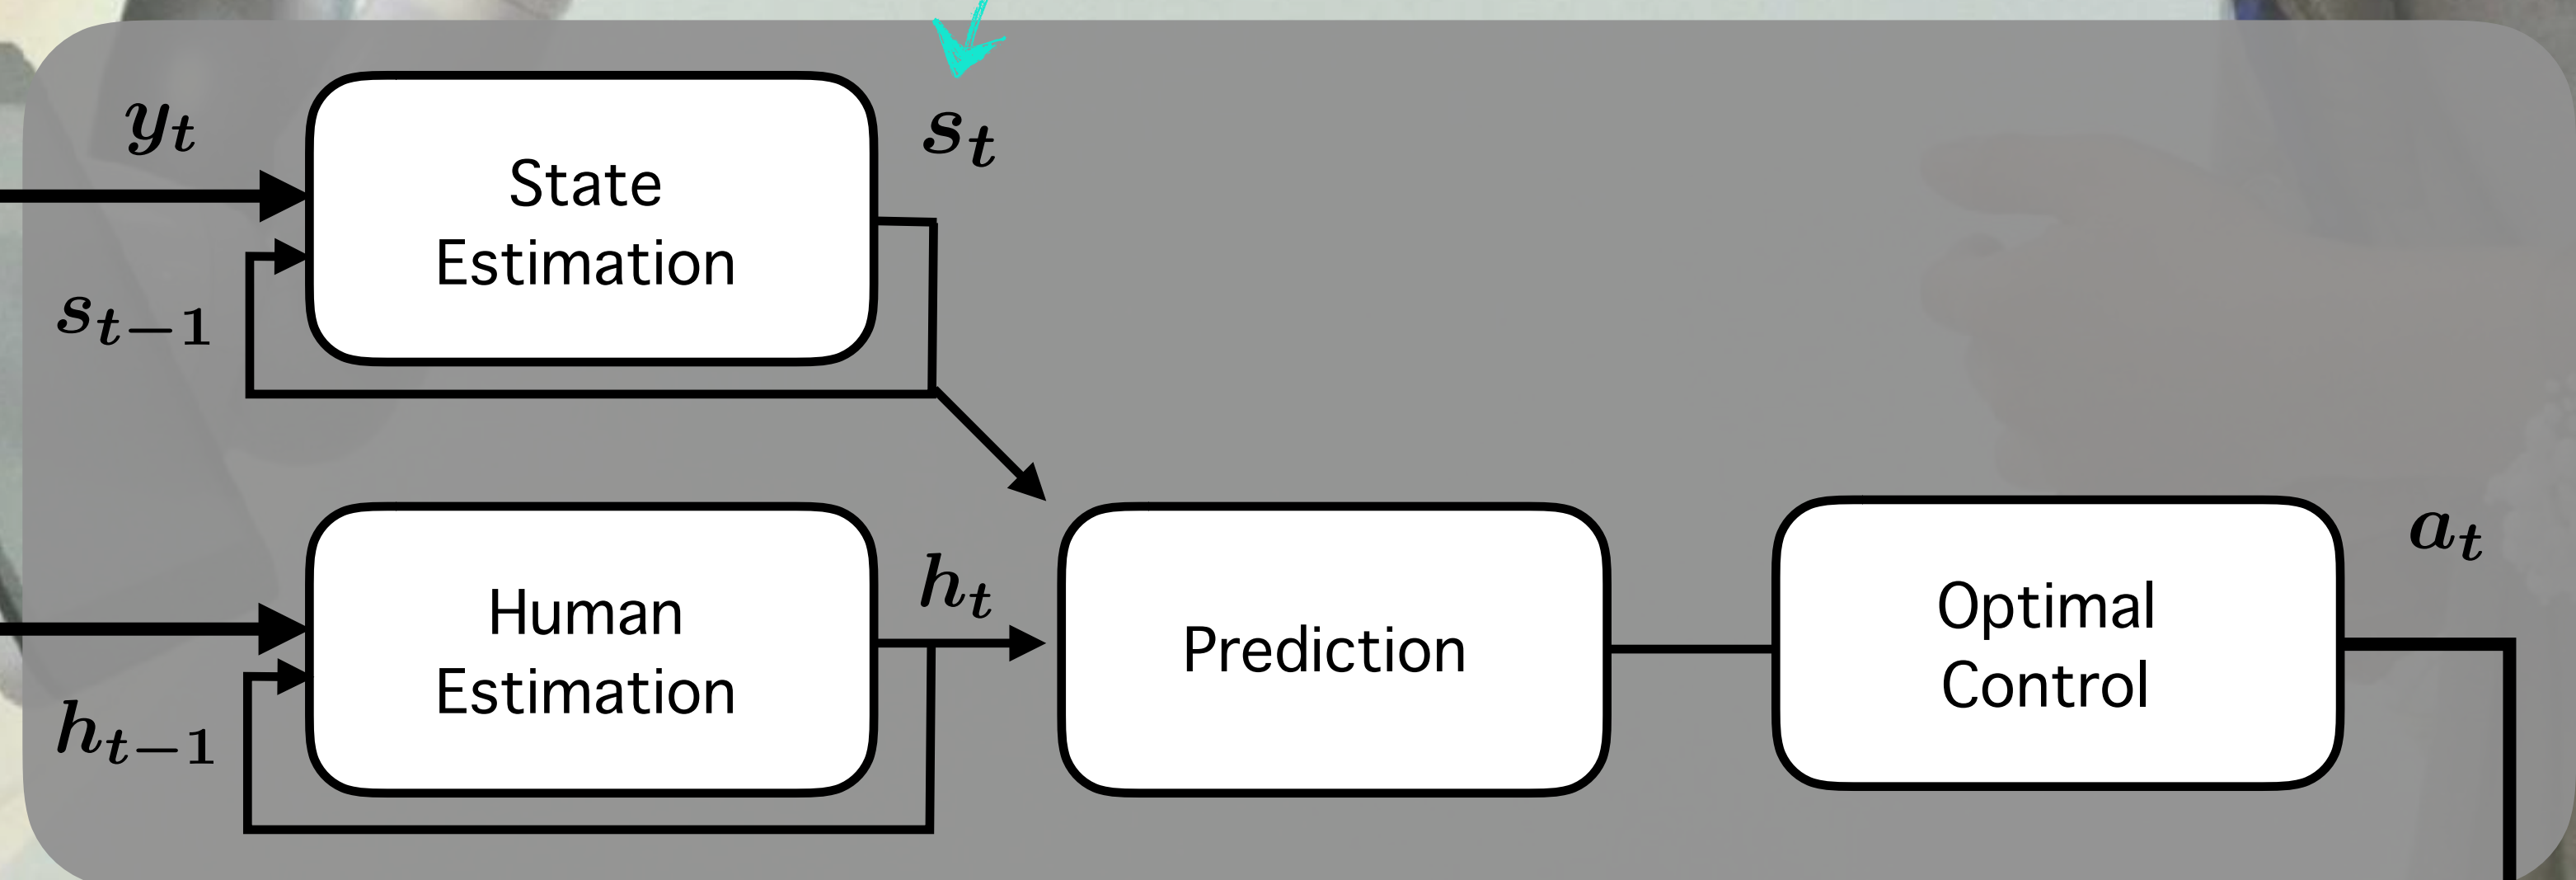 y_t
s_t
State
Estimation
s_{t-1}
h_t
Human
Estimation
h_{t-1}
Prediction
Optimal
Control
a_t